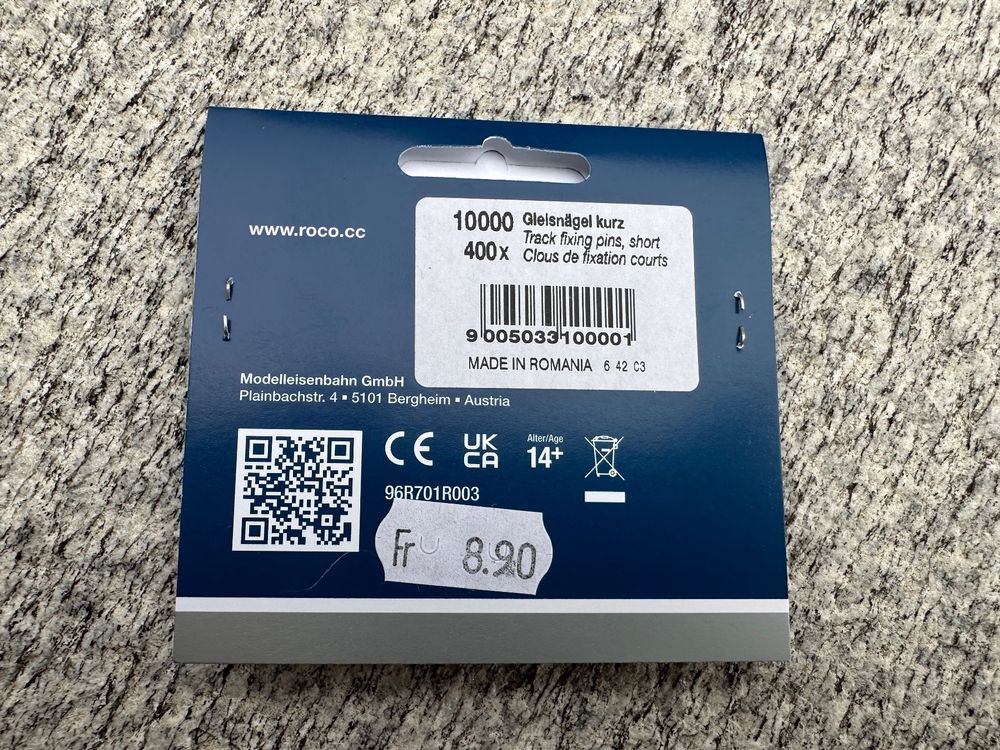 www.roco.cc
10000 Gleisnägel kurz
Track fixing pins, short
400x Clous de fixation courts
9 005033 100001
MADE IN ROMANIA 6 42 C3
Modelleisenbahn GmbH
Plainbachstr. 4 ▪ 5101 Bergheim ▪ Austria
CE
UK
CA
Alter/Age
14+
96R701R003
Fr 8.90